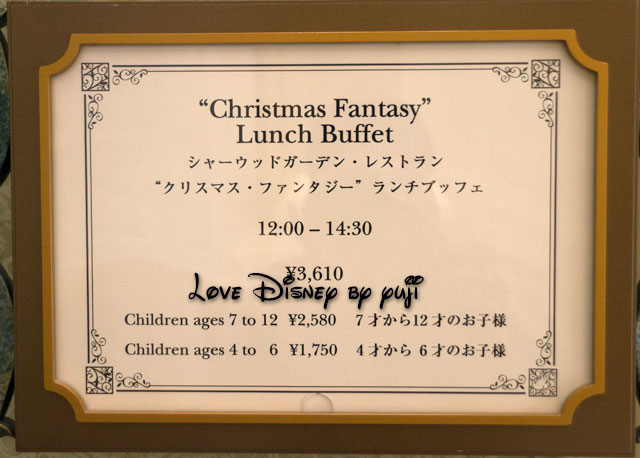 “Christmas Fantasy”
Lunch Buffet
シャーウッドガーデン・レストラン
“クリスマス・ファンタジー” ランチブッフェ
12:00 – 14:30
¥3,610
Love Disney by yuji
Children ages 7 to 12 ¥2,580 7才から12才のお子様
Children ages 4 to 6 ¥1,750 4才から 6才のお子様